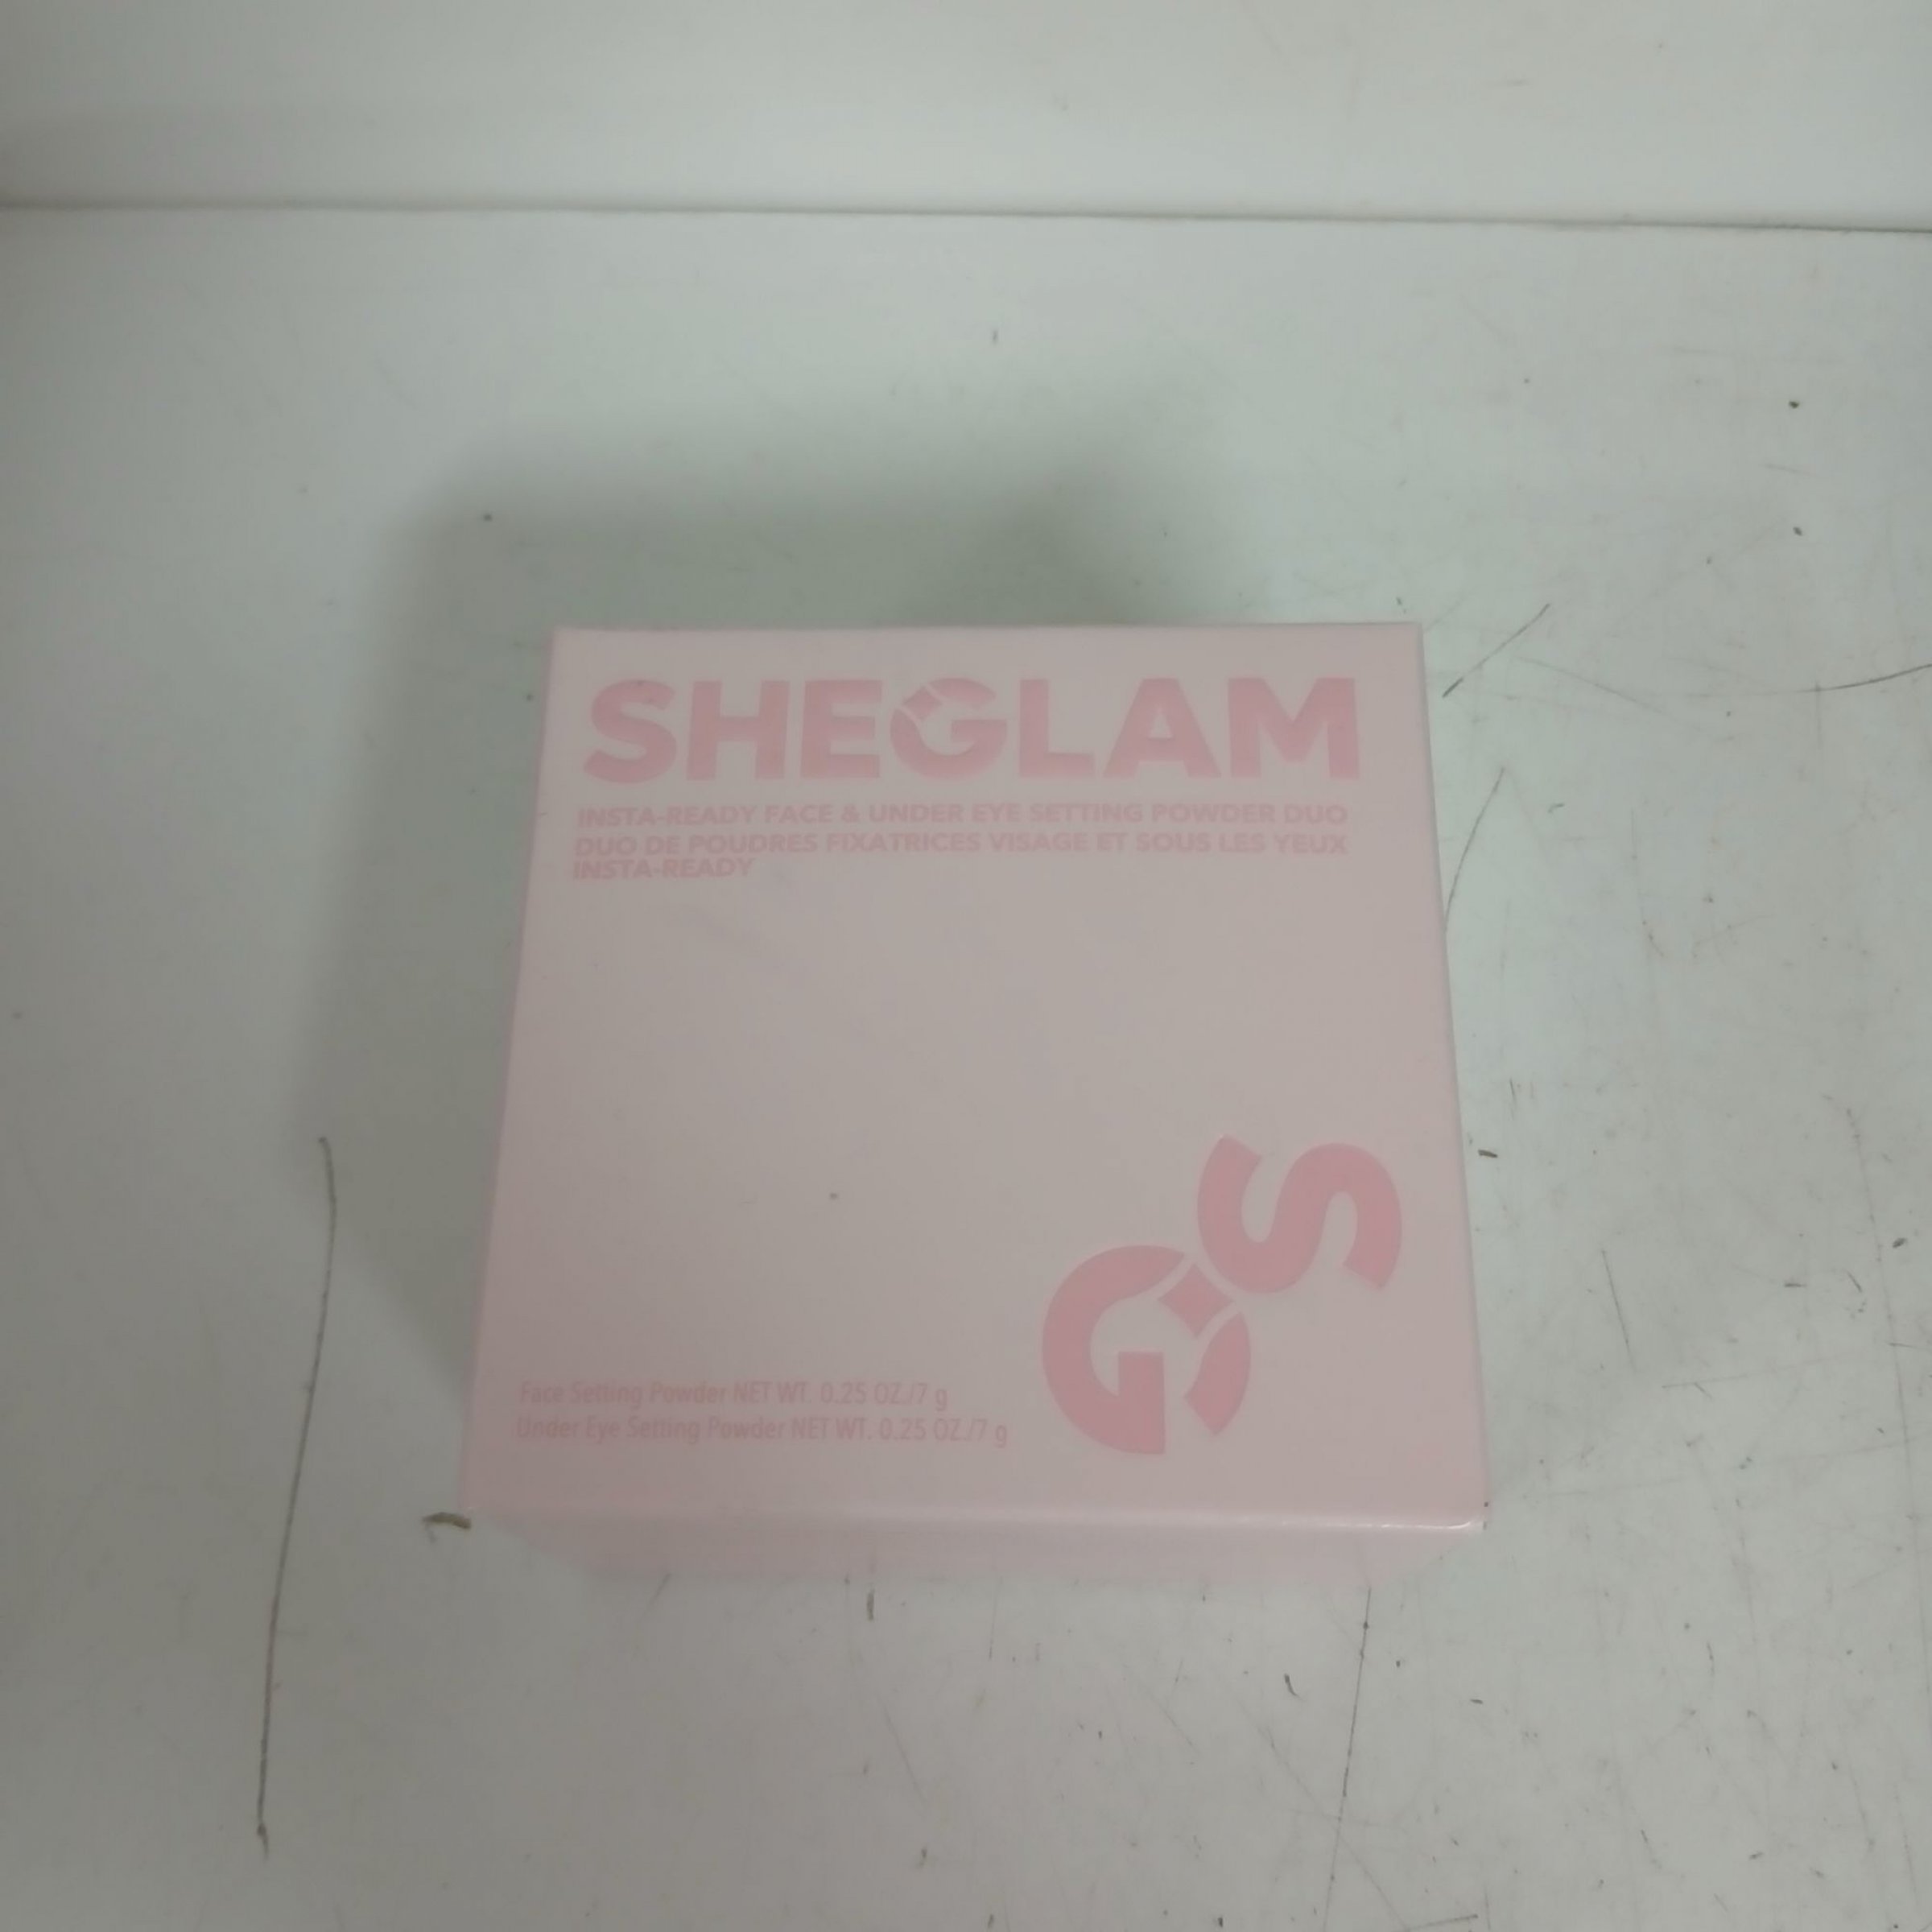 SHEGLAM
INSTA-READY FACE & UNDER EYE SETTING POWDER DUO
DUO DE POUDRES FIXATRICES VISAGE ET SOUS LES YEUX
INSTA-READY
SG
Face Setting Powder NET WT. 0.25 OZ./7 g
Under Eye Setting Powder NET WT. 0.25 OZ./7 g